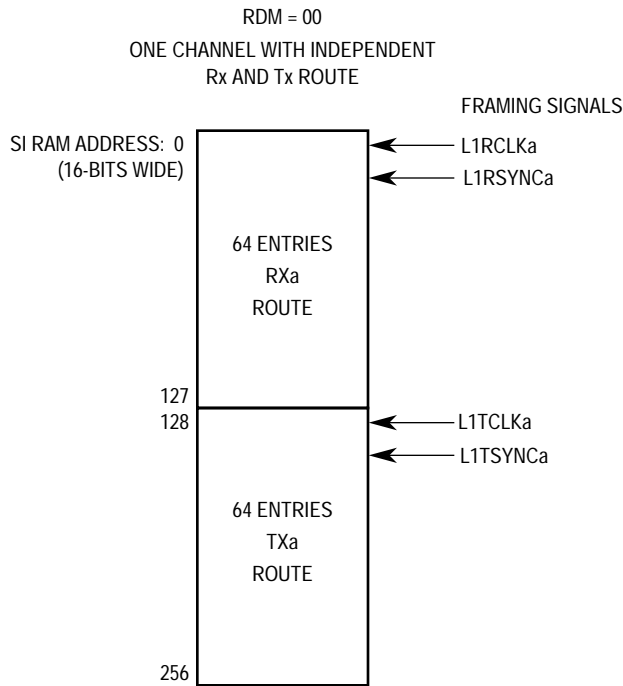 RDM = 00
ONE CHANNEL WITH INDEPENDENT
Rx AND Tx ROUTE
FRAMING SIGNALS
SI RAM ADDRESS: 0
(16-BITS WIDE)
L1RCLKa
L1RSYNCa
64 ENTRIES
RXa
ROUTE
127
128
L1TCLKa
L1TSYNCa
64 ENTRIES
TXa
ROUTE
256